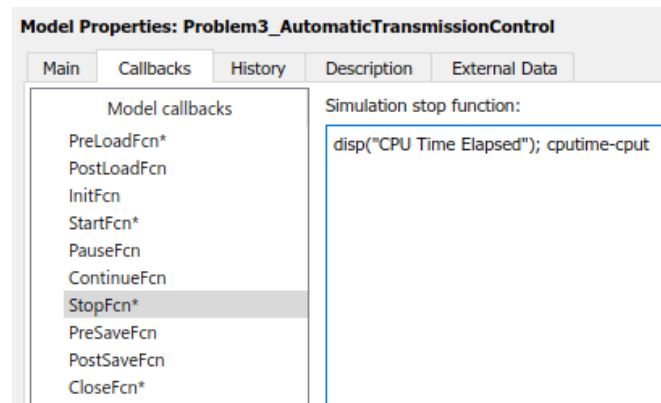 Model Properties: Problem3_AutomaticTransmissionControl
Main Callbacks History Description External Data
Model callbacks
Simulation stop function:
PreLoadFcn*
disp("CPU Time Elapsed"); cputime-cput
PostLoadFcn
InitFcn
StartFcn*
PauseFcn
ContinueFcn
StopFcn*
PreSaveFcn
PostSaveFcn
CloseFcn*